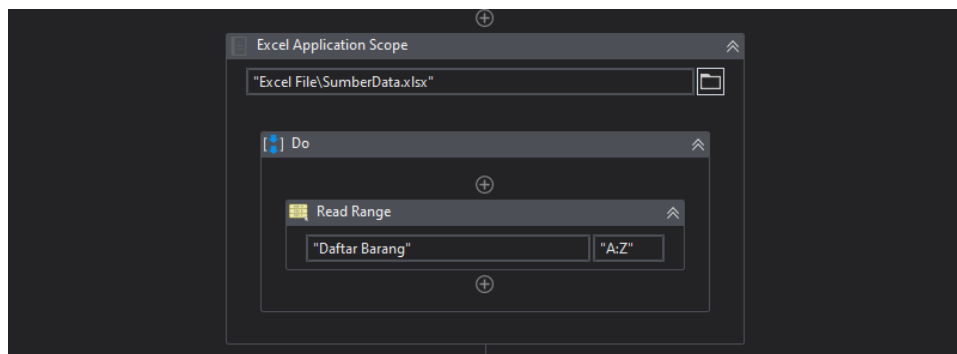 Excel Application Scope
"Excel File\SumberData.xlsx"
Do
Read Range
"Daftar Barang" "A:Z"